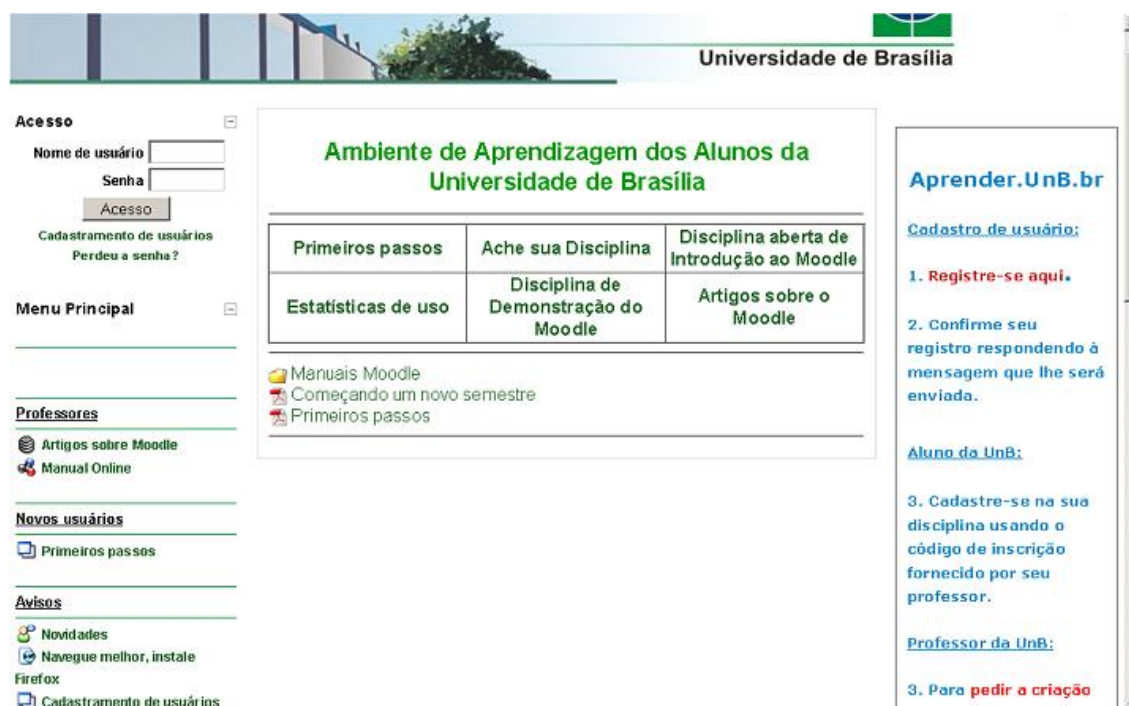 Universidade de Brasília
Acesso
Nome de usuário
Senha
Acesso
Cadastramento de usuários
Perdeu a senha?
Menu Principal
Professores
Artigos sobre Moodle
Manual Online
Novos usuários
Primeiros passos
Avisos
Novidades
Navegue melhor, instale
Firefox
Cadastramento de usuários
Ambiente de Aprendizagem dos Alunos da
Universidade de Brasília
Primeiros passos
Ache sua Disciplina
Disciplina aberta de
Introdução ao Moodle
Estatísticas de uso
Disciplina de
Demonstração do
Moodle
Artigos sobre o
Moodle
Manuais Moodle
Começando um novo semestre
Primeiros passos
Aprender.UnB.br
Cadastro de usuário:
1. Registre-se aqui.
2. Confirme seu
registro respondendo à
mensagem que lhe será
enviada.
Aluno da UnB:
3. Cadastre-se na sua
disciplina usando o
código de inscrição
fornecido por seu
professor.
Professor da UnB:
3. Para pedir a criação